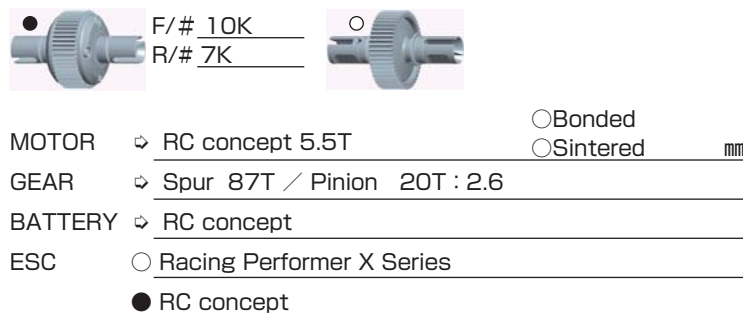 ● F/# 10K ○
R/# 7K
○Bonded
MOTOR ➪ RC concept 5.5T ○Sintered ㎜
GEAR ➪ Spur 87T ／ Pinion 20T : 2.6
BATTERY ➪ RC concept
ESC ○ Racing Performer X Series
● RC concept